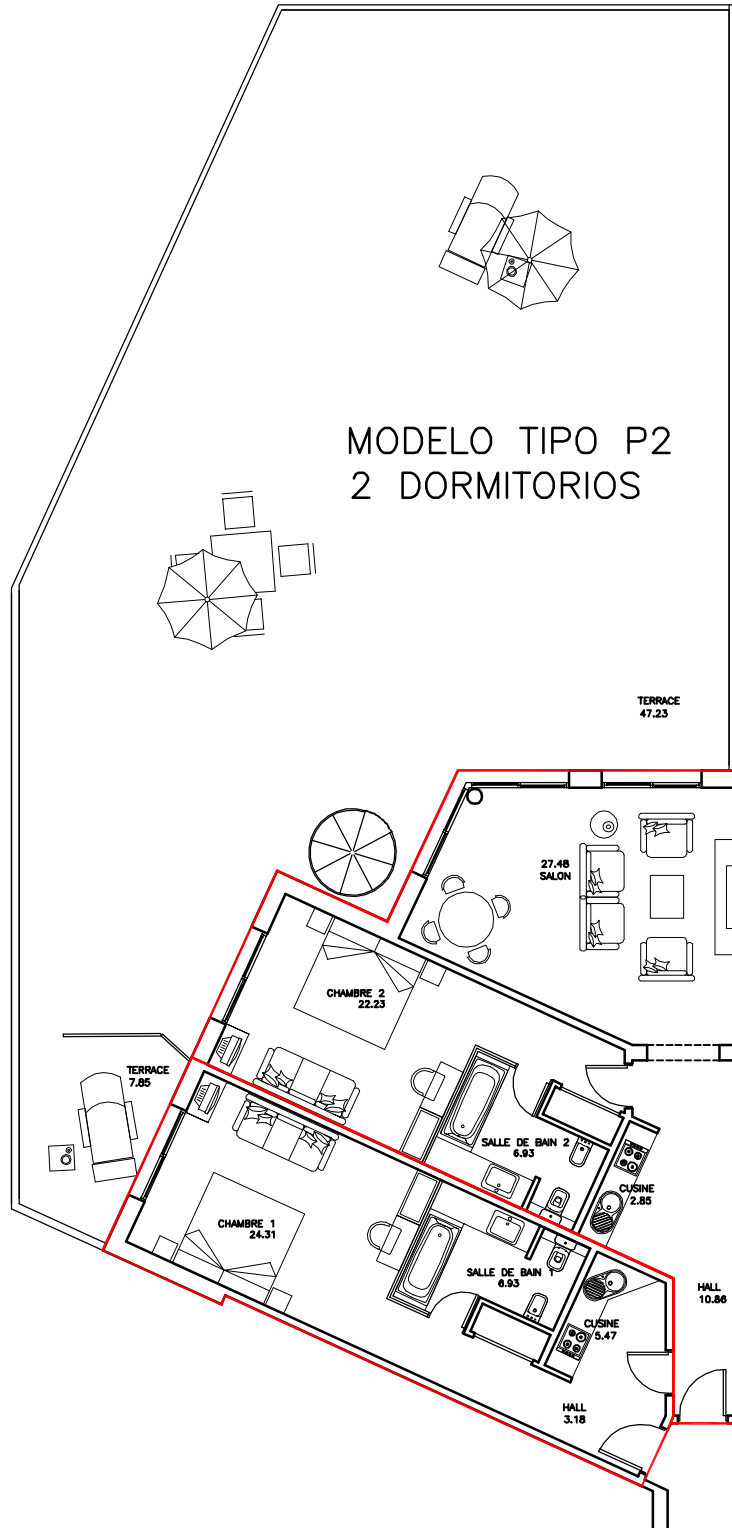 MODELO TIPO P2
2 DORMITORIOS
TERRACE
47.23
27.48
SALON
CHAMBRE 2
22.23
TERRACE
7.85
SALLE DE BAIN 2
6.93
CUSINE
2.85
CHAMBRE 1
24.31
SALLE DE BAIN 1
6.93
HALL
10.86
CUSINE
5.47
HALL
3.18